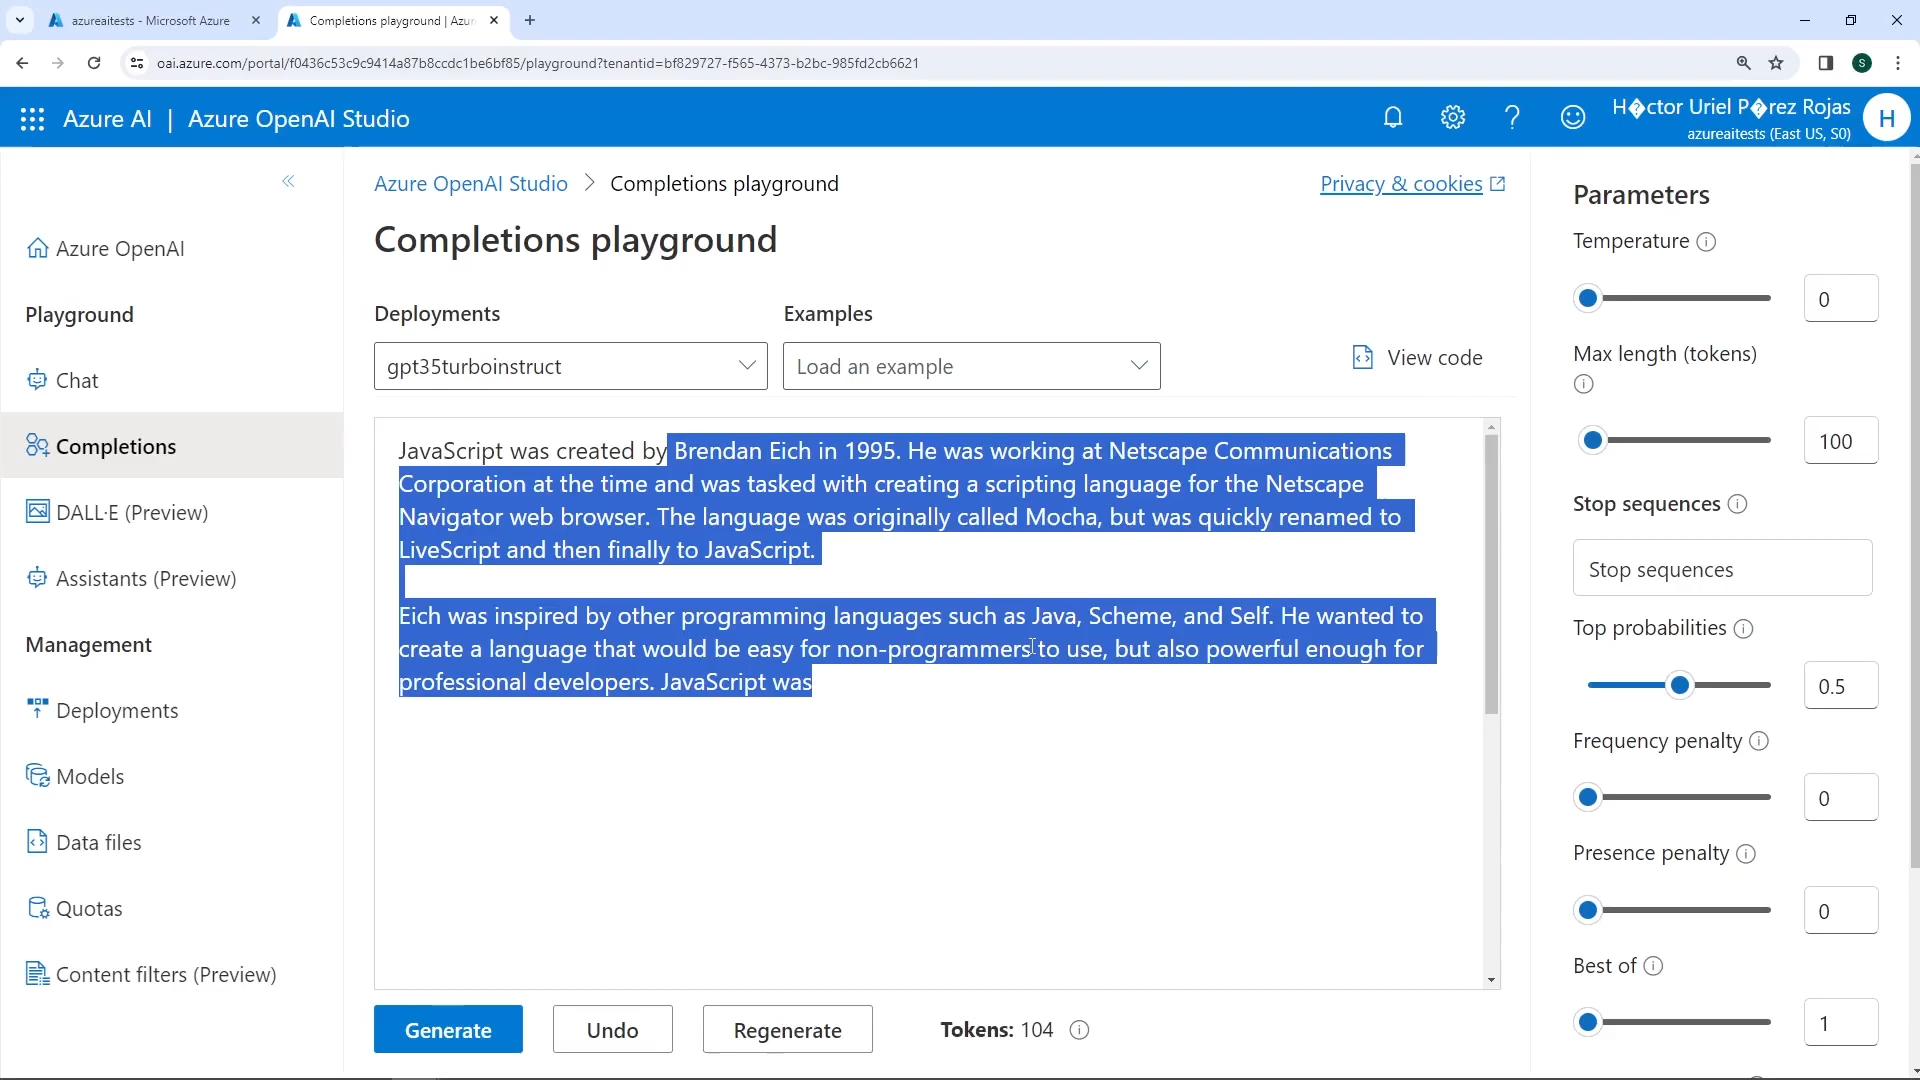 azureaitests - Microsoft Azure
Completions playground | Azur
oai.azure.com/portal/f0436c53c9c9414a87b8ccdc1be6bf85/playground?tenantid=bf829727-f565-4373-b2bc-985fd2cb6621
S
Azure AI | Azure OpenAI Studio
H�ctor Uriel P�rez Rojas
azureaitests (East US, S0)
H
Azure OpenAI
Playground
Chat
Completions
DALL·E (Preview)
Assistants (Preview)
Management
Deployments
Models
Data files
Quotas
Content filters (Preview)
Azure OpenAI Studio > Completions playground
Privacy & cookies
Completions playground
Deployments
Examples
gpt35turboinstruct
Load an example
View code
JavaScript was created by Brendan Eich in 1995. He was working at Netscape Communications
Corporation at the time and was tasked with creating a scripting language for the Netscape
Navigator web browser. The language was originally called Mocha, but was quickly renamed to
LiveScript and then finally to JavaScript.
Eich was inspired by other programming languages such as Java, Scheme, and Self. He wanted to
create a language that would be easy for non-programmers to use, but also powerful enough for
professional developers. JavaScript was
Generate
Undo
Regenerate
Tokens: 104
Parameters
Temperature
0
Max length (tokens)
100
Stop sequences
Stop sequences
Top probabilities
0.5
Frequency penalty
0
Presence penalty
0
Best of
1